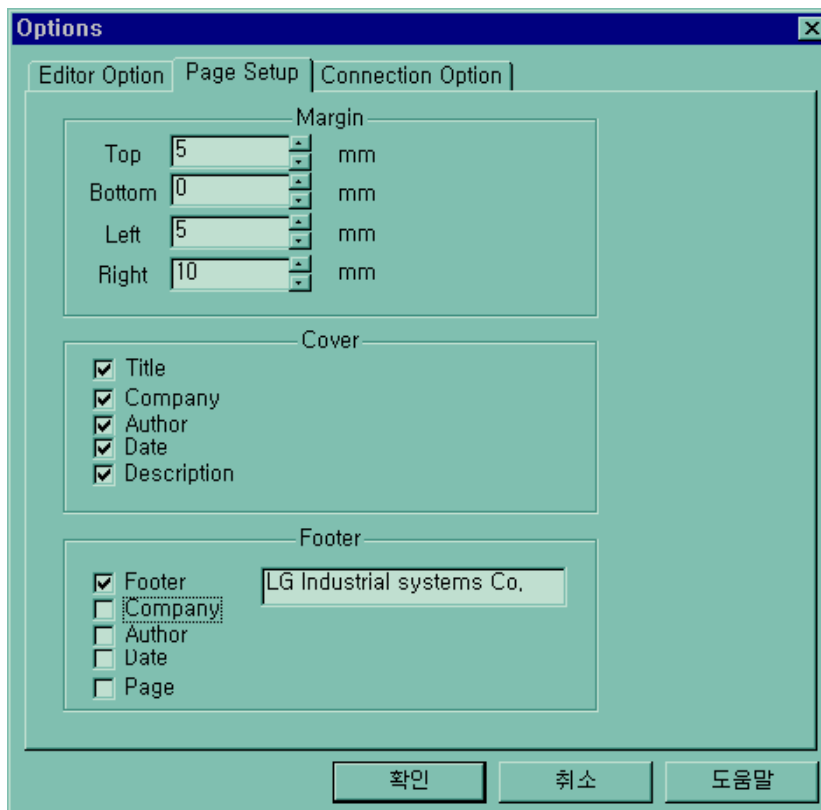 Options
Editor Option Page Setup Connection Option
Margin
Top 5 mm
Bottom 0 mm
Left 5 mm
Right 10 mm
Cover
Title
Company
Author
Date
Description
Footer
Footer LG Industrial systems Co,
Company
Author
Date
Page
확인 취소 도움말